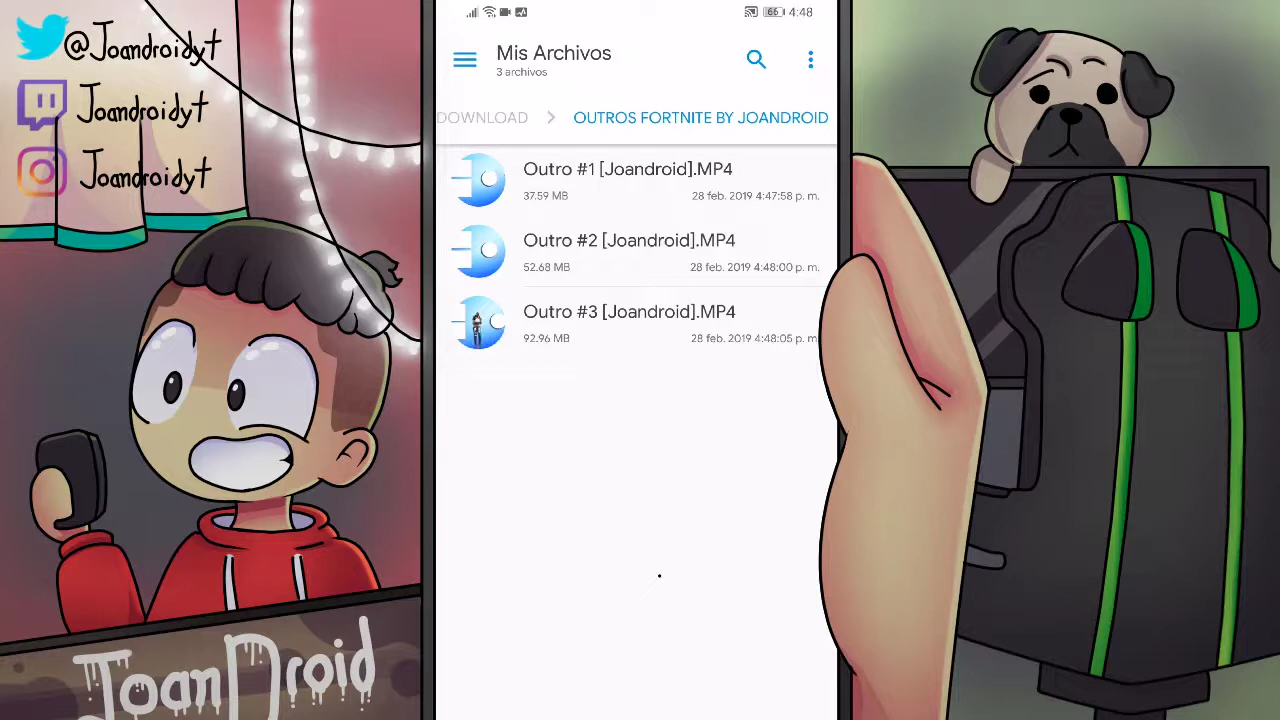 @Joandroidyt
Joandroidyt
Joandroidyt
JoanDroid
66 4:48
Mis Archivos
3 archivos
DOWNLOAD OUTROS FORTNITE BY JOANDROID
Outro #1 [Joandroid].MP4
37.59 MB 28 feb. 2019 4:47:58 p. m.
Outro #2 [Joandroid].MP4
52.68 MB 28 feb. 2019 4:48:00 p. m.
Outro #3 [Joandroid].MP4
92.96 MB 28 feb. 2019 4:48:05 p. m.